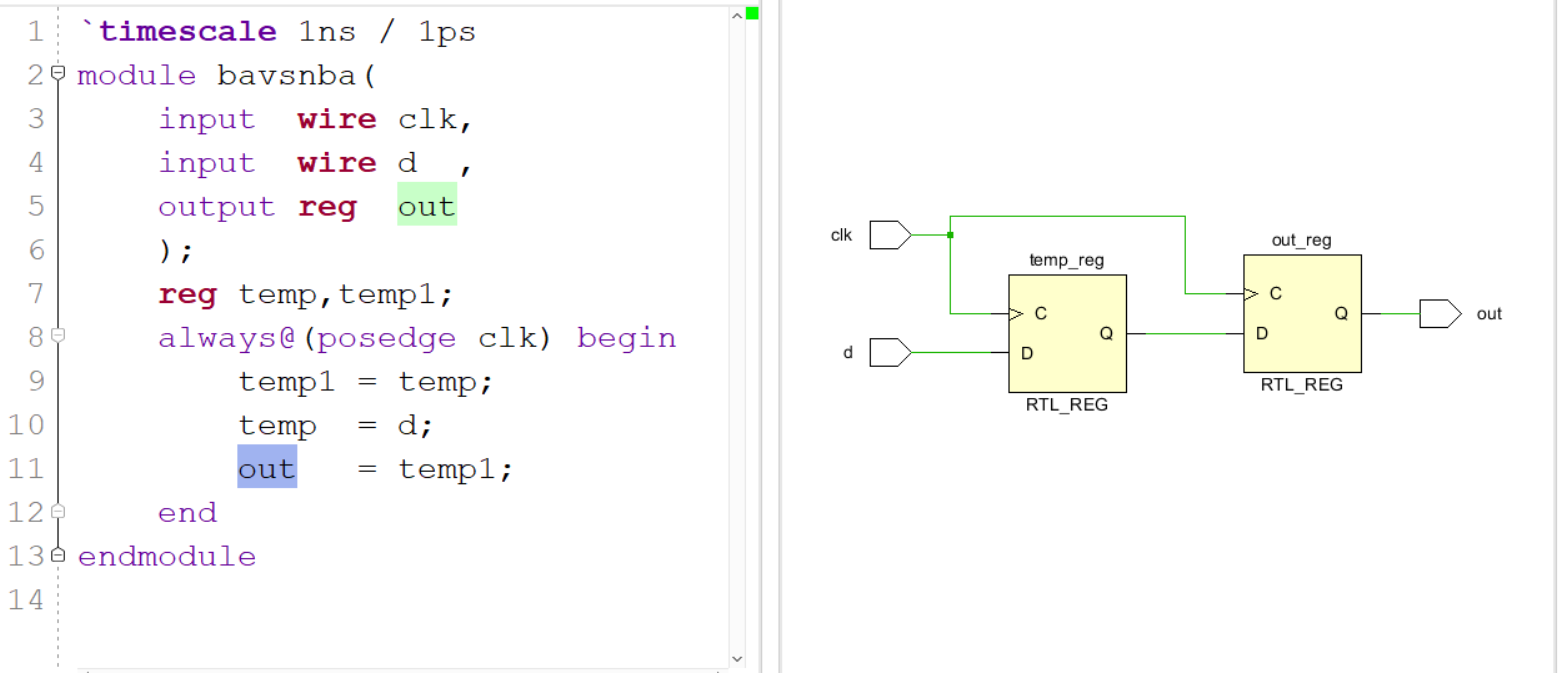 1 `timescale 1ns / 1ps
2 module bavsnba(
3 input wire clk,
4 input wire d ,
5 output reg out
6 );
7 reg temp,temp1;
8 always@(posedge clk) begin
9 temp1 = temp;
10 temp = d;
11 out = temp1;
12 end
13 endmodule
14
clk
d
temp_reg
C
D
Q
RTL_REG
out_reg
C
D
Q
RTL_REG
out